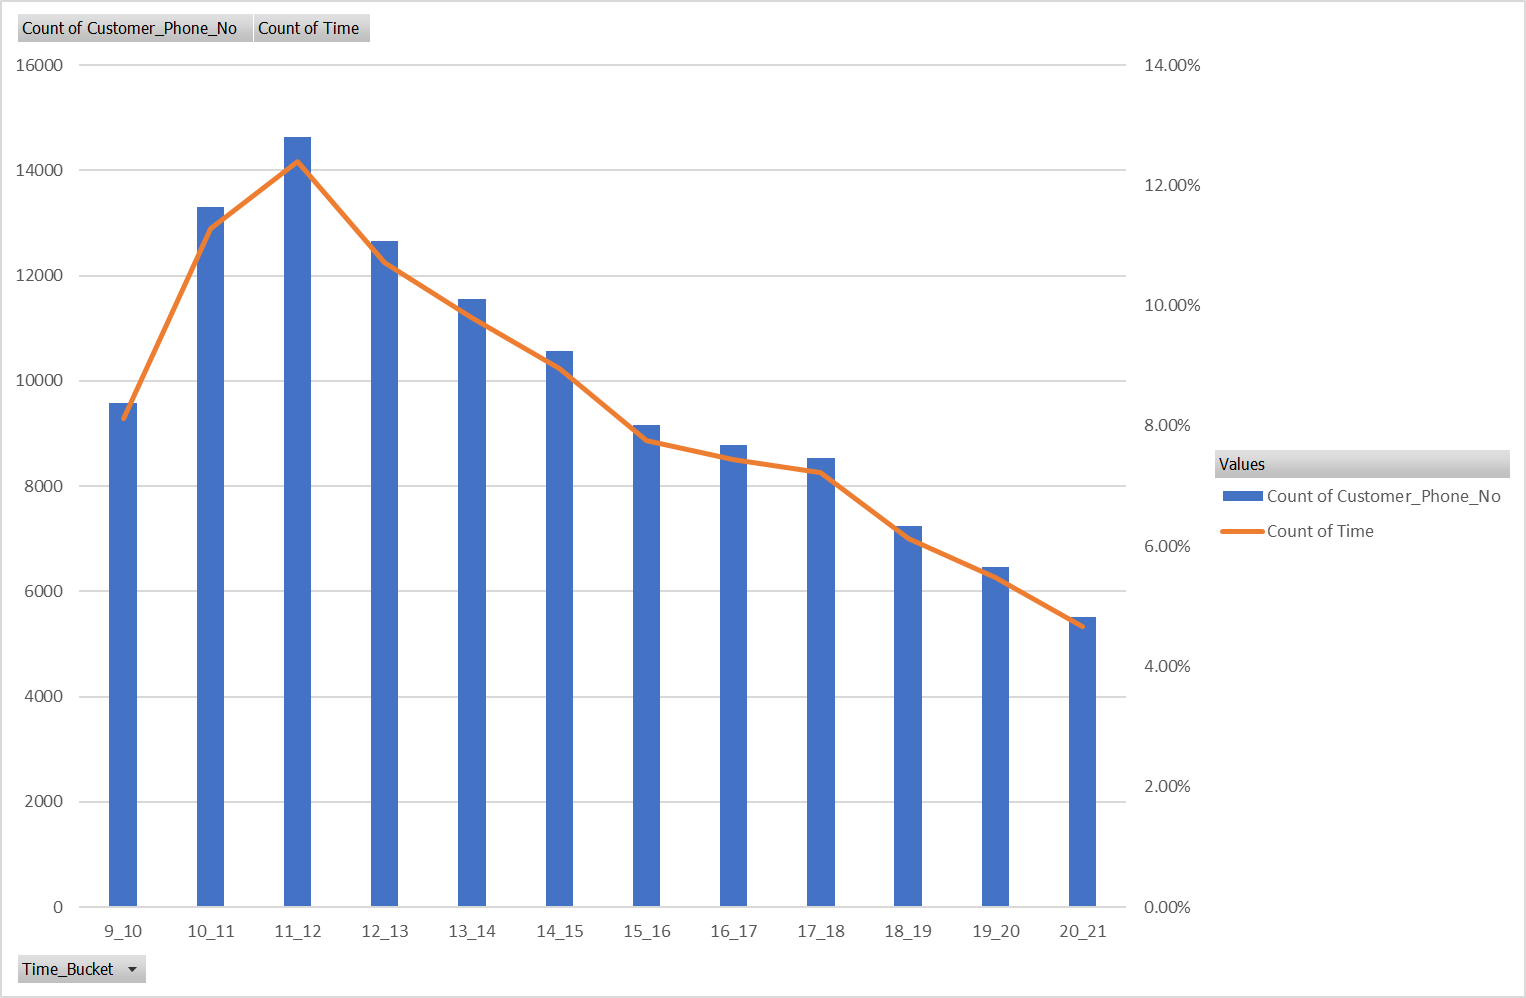 Count of Customer_Phone_No Count of Time
16000 14.00%
14000
12.00%
12000
10.00%
10000
8.00%
8000
Values
Count of Customer_Phone_No
Count of Time
6.00%
6000
4.00%
4000
2.00%
2000
0 0.00%
9_10 10_11 11_12 12_13 13_14 14_15 15_16 16_17 17_18 18_19 19_20 20_21
Time_Bucket